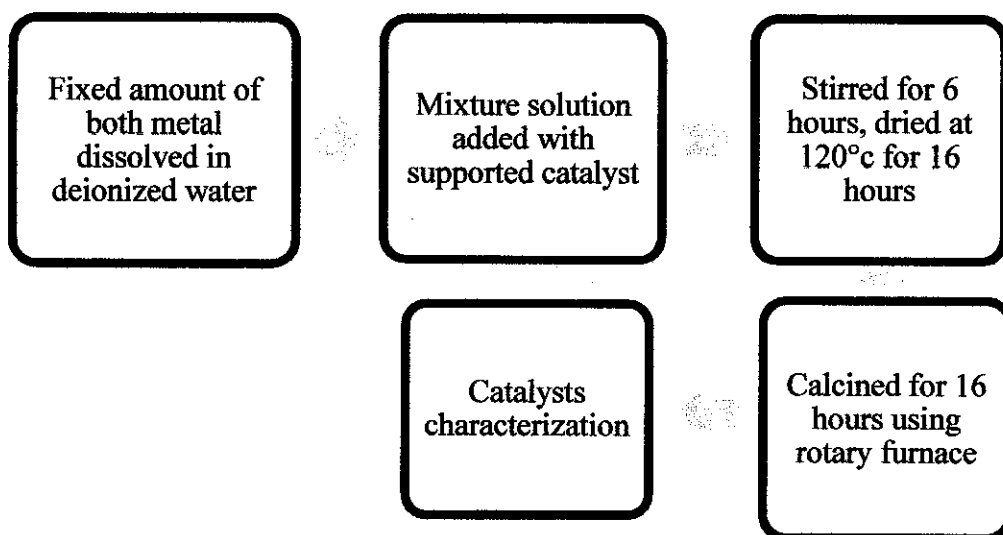 Fixed amount of
both metal
dissolved in
deionized water
Mixture solution
added with
supported catalyst
Stirred for 6
hours, dried at
120°c for 16
hours
Calcined for 16
hours using
rotary furnace
Catalysts
characterization